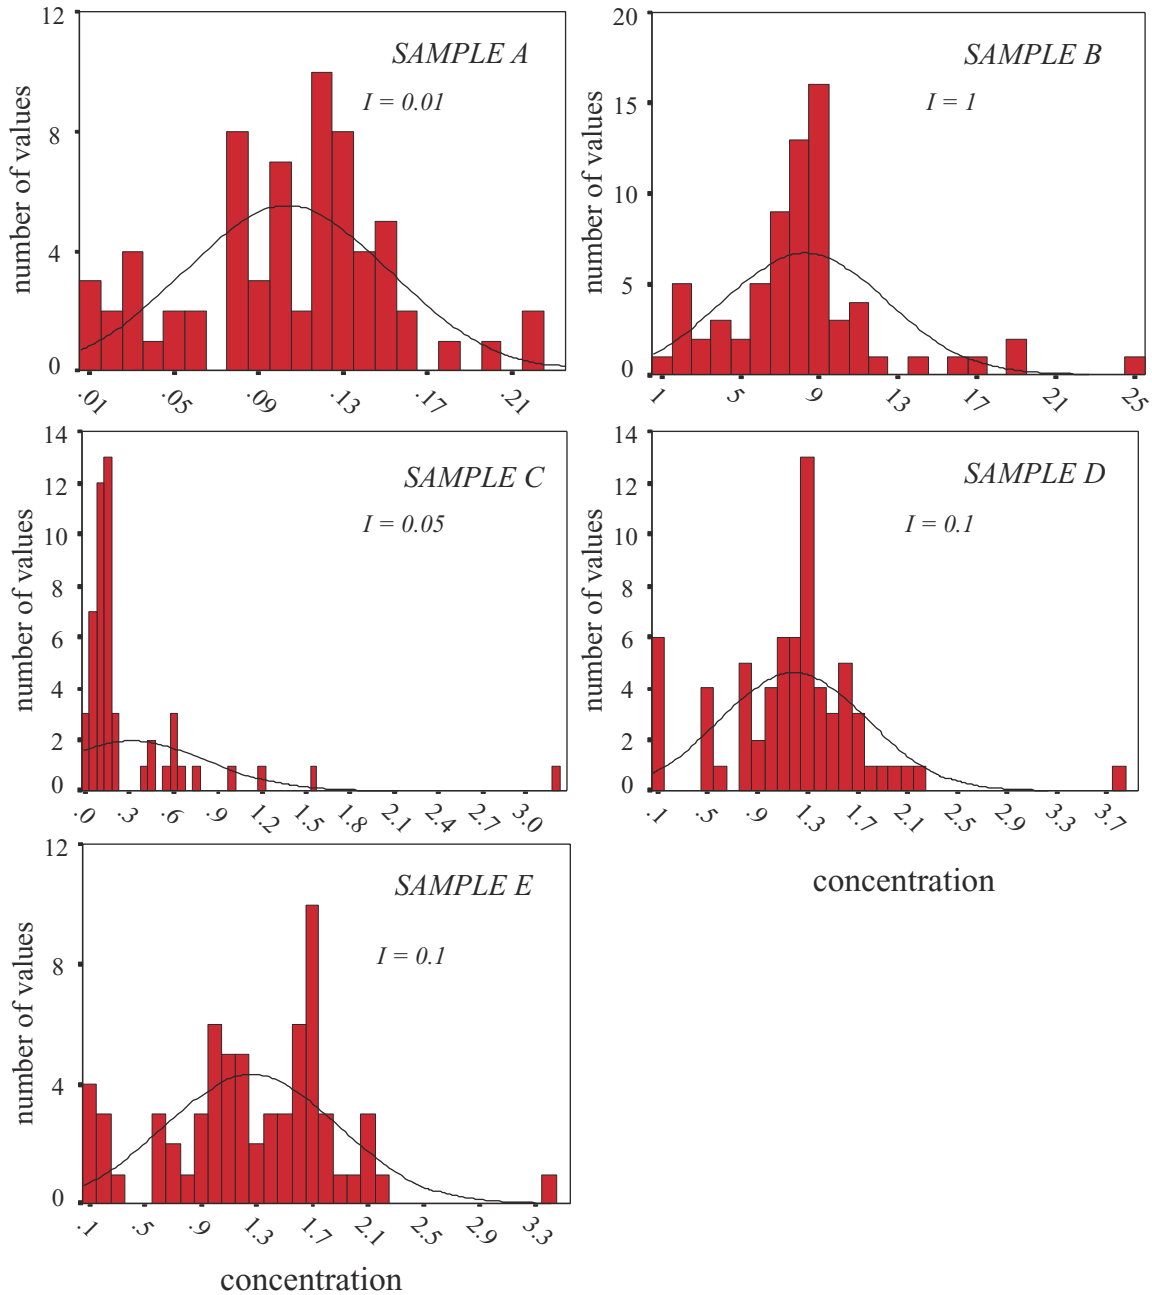 12
8
4
0
number of values
SAMPLE A
I = 0.01
.01 .05 .09 .13 .17 .21
20
15
10
5
0
number of values
SAMPLE B
I = 1
1 5 9 13 17 21 25
14
12
10
8
6
4
2
0
number of values
SAMPLE C
I = 0.05
.0 .3 .6 .9 1.2 1.5 1.8 2.1 2.4 2.7 3.0
14
12
10
8
6
4
2
0
number of values
SAMPLE D
I = 0.1
.1 .5 .9 1.3 1.7 2.1 2.5 2.9 3.3 3.7
concentration
12
8
4
0
number of values
SAMPLE E
I = 0.1
.1 .5 .9 1.3 1.7 2.1 2.5 2.9 3.3
concentration